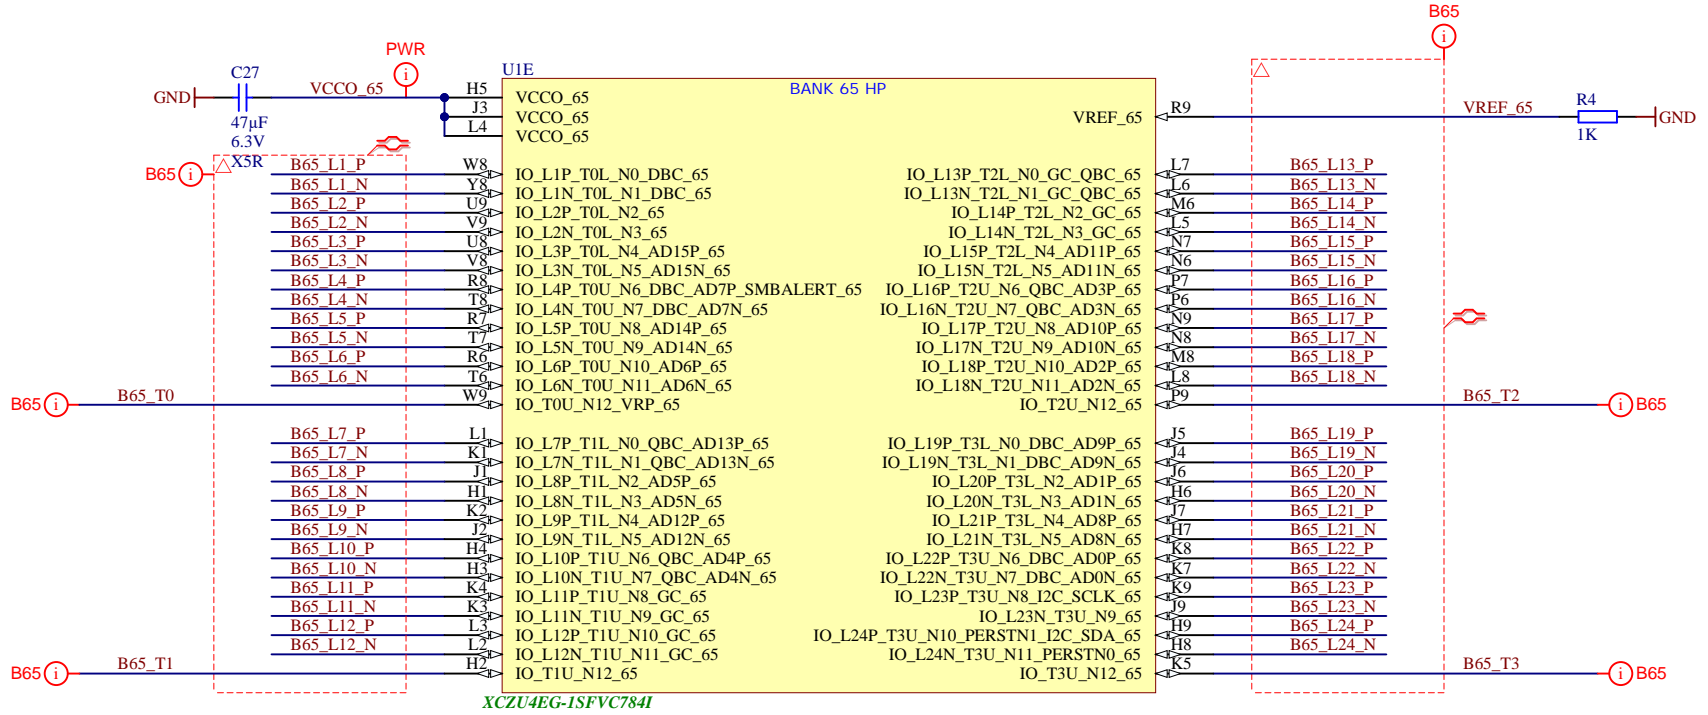 B65
i
PWR
i
U1E
C27
GND
VCCO_65
47µF
6.3V
X5R
BANK 65 HP
H5 VCCO_65
J3 VCCO_65
L4 VCCO_65
VREF_65 R9 VREF_65
R4
1K
GND
B65 i
B65_L1_P W8 IO_L1P_T0L_N0_DBC_65
B65_L1_N Y8 IO_L1N_T0L_N1_DBC_65
B65_L2_P U9 IO_L2P_T0L_N2_65
B65_L2_N V9 IO_L2N_T0L_N3_65
B65_L3_P U8 IO_L3P_T0L_N4_AD15P_65
B65_L3_N V8 IO_L3N_T0L_N5_AD15N_65
B65_L4_P R8 IO_L4P_T0U_N6_DBC_AD7P_SMBALERT_65
B65_L4_N T8 IO_L4N_T0U_N7_DBC_AD7N_65
B65_L5_P R7 IO_L5P_T0U_N8_AD14P_65
B65_L5_N T7 IO_L5N_T0U_N9_AD14N_65
B65_L6_P R6 IO_L6P_T0U_N10_AD6P_65
B65_L6_N T6 IO_L6N_T0U_N11_AD6N_65
B65 i B65_T0 W9 IO_T0U_N12_VRP_65
B65_L7_P L1 IO_L7P_T1L_N0_QBC_AD13P_65
B65_L7_N K1 IO_L7N_T1L_N1_QBC_AD13N_65
B65_L8_P J1 IO_L8P_T1L_N2_AD5P_65
B65_L8_N H1 IO_L8N_T1L_N3_AD5N_65
B65_L9_P K2 IO_L9P_T1L_N4_AD12P_65
B65_L9_N J2 IO_L9N_T1L_N5_AD12N_65
B65_L10_P H4 IO_L10P_T1U_N6_QBC_AD4P_65
B65_L10_N H3 IO_L10N_T1U_N7_QBC_AD4N_65
B65_L11_P K4 IO_L11P_T1U_N8_GC_65
B65_L11_N K3 IO_L11N_T1U_N9_GC_65
B65_L12_P L3 IO_L12P_T1U_N10_GC_65
B65_L12_N L2 IO_L12N_T1U_N11_GC_65
B65 i B65_T1 H2 IO_T1U_N12_65
IO_L13P_T2L_N0_GC_QBC_65 L7 B65_L13_P
IO_L13N_T2L_N1_GC_QBC_65 L6 B65_L13_N
IO_L14P_T2L_N2_GC_65 M6 B65_L14_P
IO_L14N_T2L_N3_GC_65 L5 B65_L14_N
IO_L15P_T2L_N4_AD11P_65 N7 B65_L15_P
IO_L15N_T2L_N5_AD11N_65 N6 B65_L15_N
IO_L16P_T2U_N6_QBC_AD3P_65 P7 B65_L16_P
IO_L16N_T2U_N7_QBC_AD3N_65 P6 B65_L16_N
IO_L17P_T2U_N8_AD10P_65 N9 B65_L17_P
IO_L17N_T2U_N9_AD10N_65 N8 B65_L17_N
IO_L18P_T2U_N10_AD2P_65 M8 B65_L18_P
IO_L18N_T2U_N11_AD2N_65 L8 B65_L18_N
IO_T2U_N12_65 P9 B65_T2 i B65
IO_L19P_T3L_N0_DBC_AD9P_65 J5 B65_L19_P
IO_L19N_T3L_N1_DBC_AD9N_65 J4 B65_L19_N
IO_L20P_T3L_N2_AD1P_65 J6 B65_L20_P
IO_L20N_T3L_N3_AD1N_65 H6 B65_L20_N
IO_L21P_T3L_N4_AD8P_65 J7 B65_L21_P
IO_L21N_T3L_N5_AD8N_65 H7 B65_L21_N
IO_L22P_T3U_N6_DBC_AD0P_65 K8 B65_L22_P
IO_L22N_T3U_N7_DBC_AD0N_65 K7 B65_L22_N
IO_L23P_T3U_N8_I2C_SCLK_65 K9 B65_L23_P
IO_L23N_T3U_N9_65 J9 B65_L23_N
IO_L24P_T3U_N10_PERSTN1_I2C_SDA_65 H9 B65_L24_P
IO_L24N_T3U_N11_PERSTN0_65 H8 B65_L24_N
IO_T3U_N12_65 K5 B65_T3 i B65
XCZU4EG-1SFVC784I